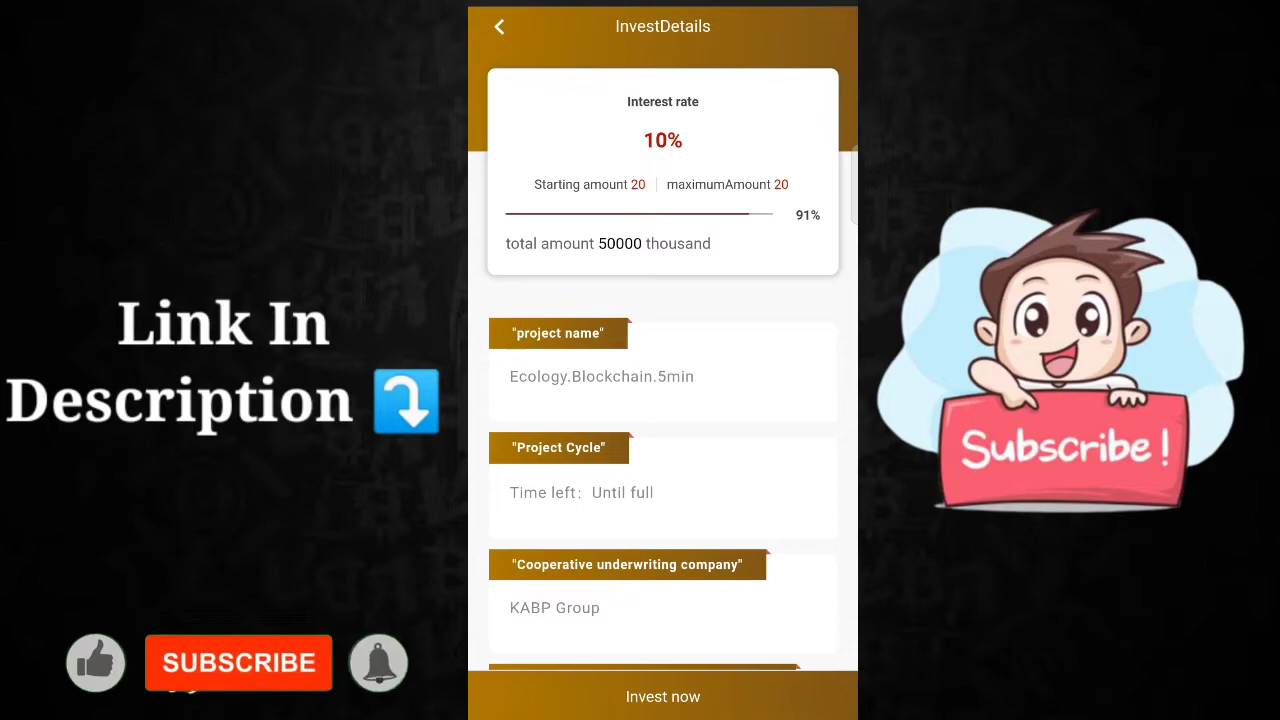 InvestDetails
Interest rate
10%
Starting amount 20 maximumAmount 20
91%
total amount 50000 thousand
"project name"
Ecology.Blockchain.5min
"Project Cycle"
Time left: Until full
"Cooperative underwriting company"
KABP Group
Invest now
Link In
Description
SUBSCRIBE
Subscribe!